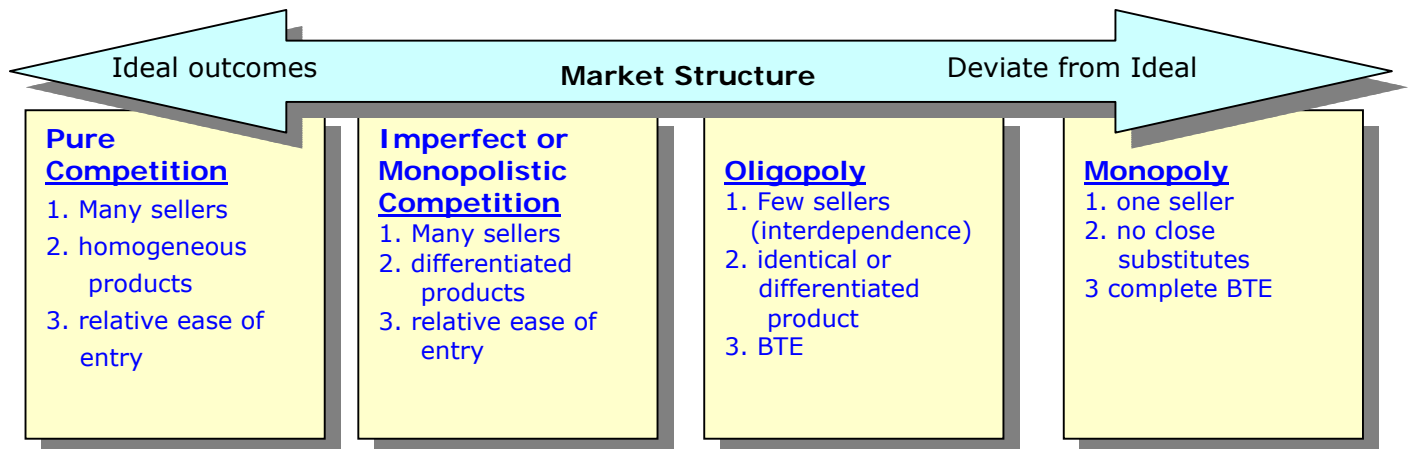 Ideal outcomes
Market Structure
Deviate from Ideal
Pure
Competition
1. Many sellers
2. homogeneous
products
3. relative ease of
entry
Imperfect or
Monopolistic
Competition
1. Many sellers
2. differentiated
products
3. relative ease of
entry
Oligopoly
1. Few sellers
(interdependence)
2. identical or
differentiated
product
3. BTE
Monopoly
1. one seller
2. no close
substitutes
3 complete BTE